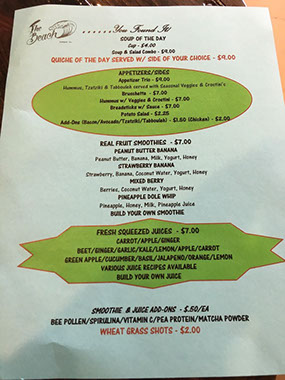 The Beach
......You Found It!
SOUP OF THE DAY
Cup - $4.00
Soup & Salad Combo - $9.00
QUICHE OF THE DAY SERVED W/ SIDE OF YOUR CHOICE - $9.00
APPETIZERS/SIDES
Appetizer Trio - $9.00
Hummus, Tzatziki & Tabbouleh served with Seasonal Veggies & Crostini's
Bruschetta - $7.00
Hummus w/ Veggies & Crostini - $7.00
Breadsticks w/ Sauce - $7.00
Potato Salad - $2.25
Add-Ons (Bacon/Avocado/Tzatziki/Tabbouleh) - $1.50 (Chicken) - $2.00
REAL FRUIT SMOOTHIES - $7.00
PEANUT BUTTER BANANA
Peanut Butter, Banana, Milk, Yogurt, Honey
STRAWBERRY BANANA
Strawberry, Banana, Coconut Water, Yogurt, Honey
MIXED BERRY
Berries, Coconut Water, Yogurt, Honey
PINEAPPLE DOLE WHIP
Pineapple, Honey, Milk, Pineapple Juice
BUILD YOUR OWN SMOOTHIE
FRESH SQUEEZED JUICES - $7.00
CARROT/APPLE/GINGER
BEET/GINGER/GARLIC/KALE/LEMON/APPLE/CARROT
GREEN APPLE/CUCUMBER/BASIL/JALAPENO/ORANGE/LEMON
VARIOUS JUICE RECIPES AVAILABLE
BUILD YOUR OWN JUICE
SMOOTHIE & JUICE ADD-ONS - $.50/EA
BEE POLLEN/SPIRULINA/VITAMIN C/PEA PROTEIN/MATCHA POWDER
WHEAT GRASS SHOTS - $2.00